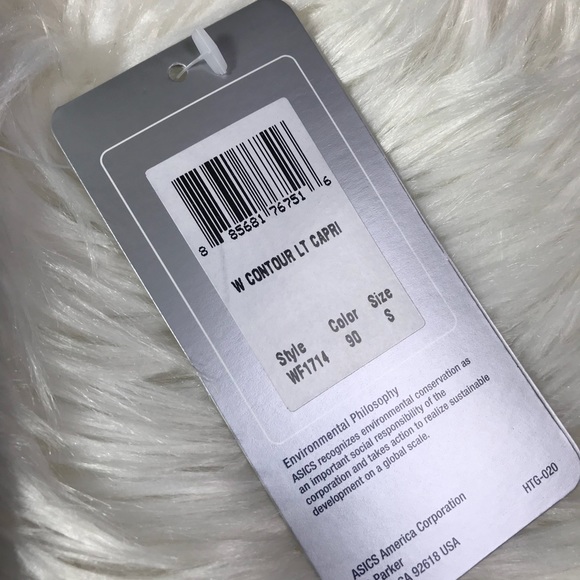 8 85681 76751 6
W CONTOUR LT CAPRI
Style Color Size
WF1714 90 S
Environmental Philosophy
ASICS recognizes environmental conservation as
an important social responsibility of the
corporation and takes action to realize sustainable
development on a global scale.
HTG-020
ASICS America Corporation
Parker
CA 92618 USA